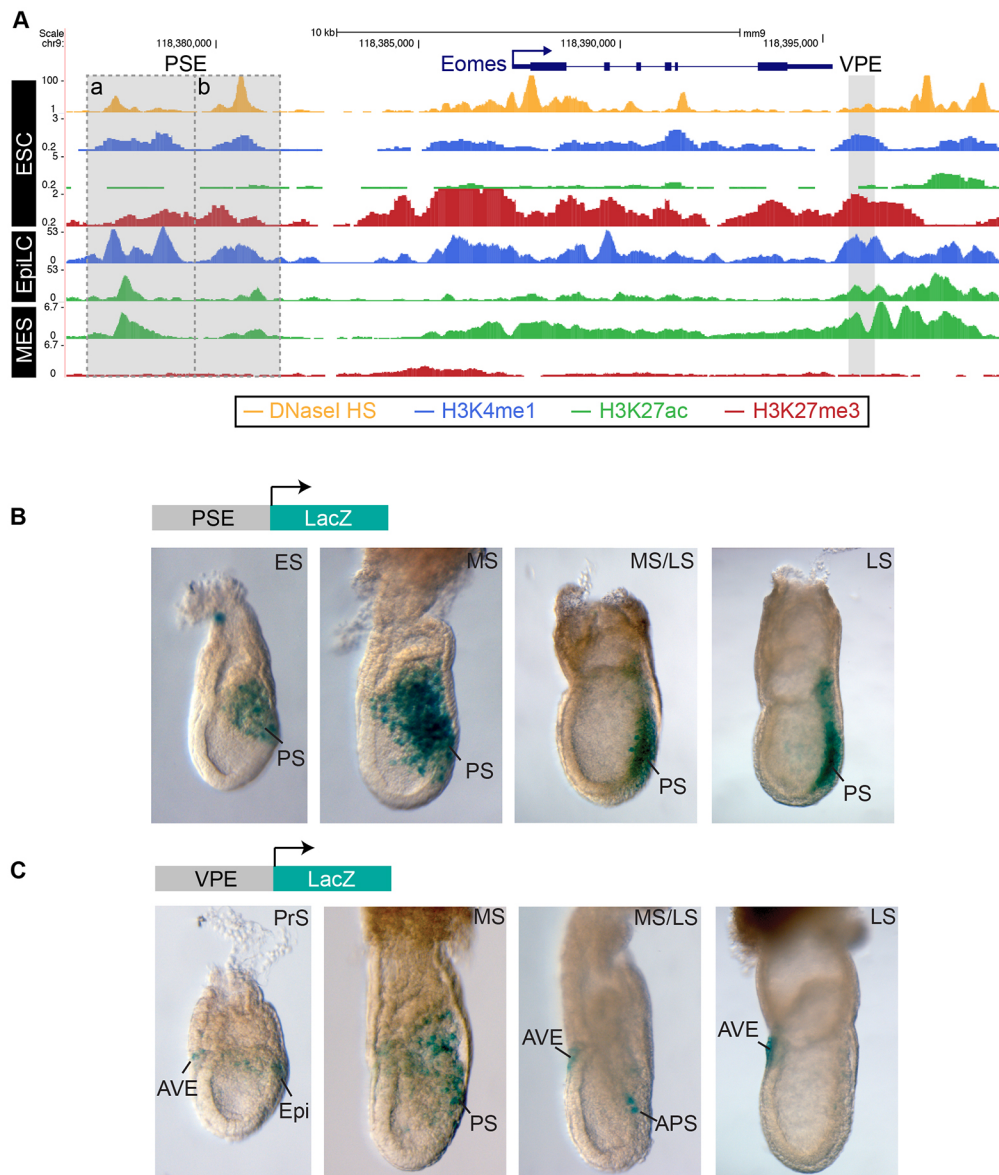 A
Scale
chr9:
10 kb
mm9
118,380,000
118,385,000
118,390,000
118,395,000
PSE
Eomes
VPE
a
b
ESC
100
1
3
0.2
5
0.2
2
0.2
EpiLC
53
0
53
0
MES
6.7
0
6.7
0
DNaseI HS
H3K4me1
H3K27ac
H3K27me3
B
PSE
LacZ
ES
PS
MS
PS
MS/LS
PS
LS
PS
C
VPE
LacZ
PrS
AVE
Epi
MS
PS
MS/LS
AVE
APS
LS
AVE